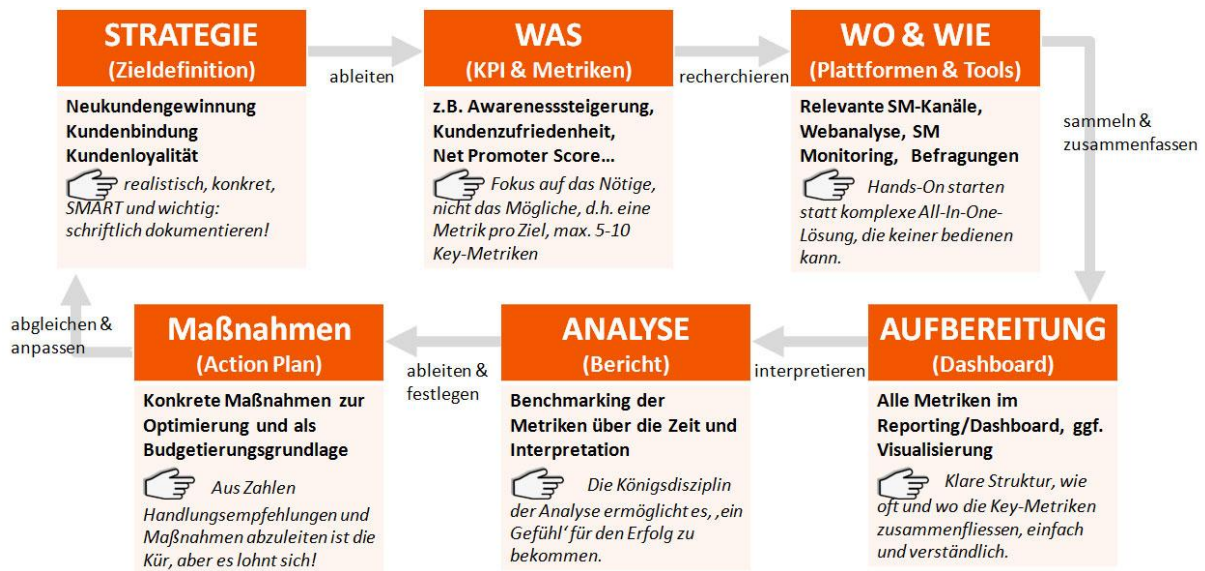 STRATEGIE
(Zieldefinition)
Neukundengewinnung
Kundenbindung
Kundenloyalität
realistisch, konkret,
SMART und wichtig:
schriftlich dokumentieren!
ableiten
WAS
(KPI & Metriken)
z.B. Awarenesssteigerung,
Kundenzufriedenheit,
Net Promoter Score…
Fokus auf das Nötige,
nicht das Mögliche, d.h. eine
Metrik pro Ziel, max. 5-10
Key-Metriken
recherchieren
WO & WIE
(Plattformen & Tools)
Relevante SM-Kanäle,
Webanalyse, SM
Monitoring, Befragungen
Hands-On starten
statt komplexe All-In-One-
Lösung, die keiner bedienen
kann.
sammeln &
zusammenfassen
AUFBEREITUNG
(Dashboard)
Alle Metriken im
Reporting/Dashboard, ggf.
Visualisierung
Klare Struktur, wie
oft und wo die Key-Metriken
zusammenfliessen, einfach
und verständlich.
interpretieren
ANALYSE
(Bericht)
Benchmarking der
Metriken über die Zeit und
Interpretation
Die Königsdisziplin
der Analyse ermöglicht es, ‚ein
Gefühl‘ für den Erfolg zu
bekommen.
ableiten &
festlegen
Maßnahmen
(Action Plan)
Konkrete Maßnahmen zur
Optimierung und als
Budgetierungsgrundlage
Aus Zahlen
Handlungsempfehlungen und
Maßnahmen abzuleiten ist die
Kür, aber es lohnt sich!
abgleichen &
anpassen